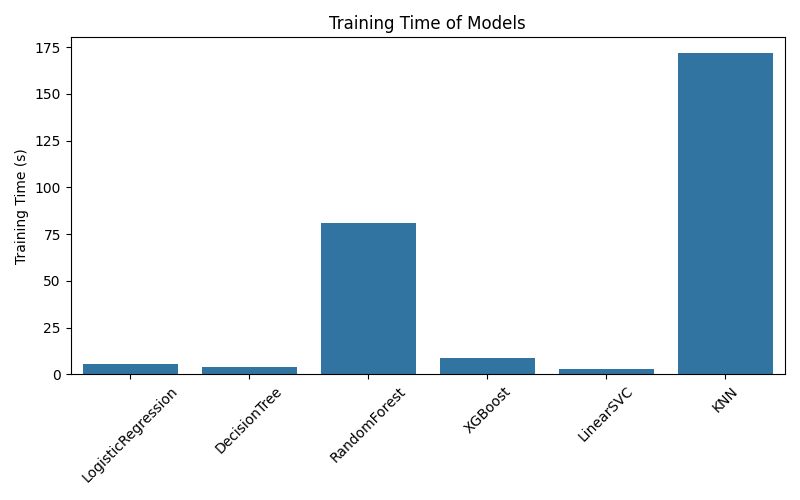 Training Time of Models
Training Time (s)
175
150
125
100
75
50
25
0
LogisticRegression
DecisionTree
RandomForest
XGBoost
LinearSVC
KNN